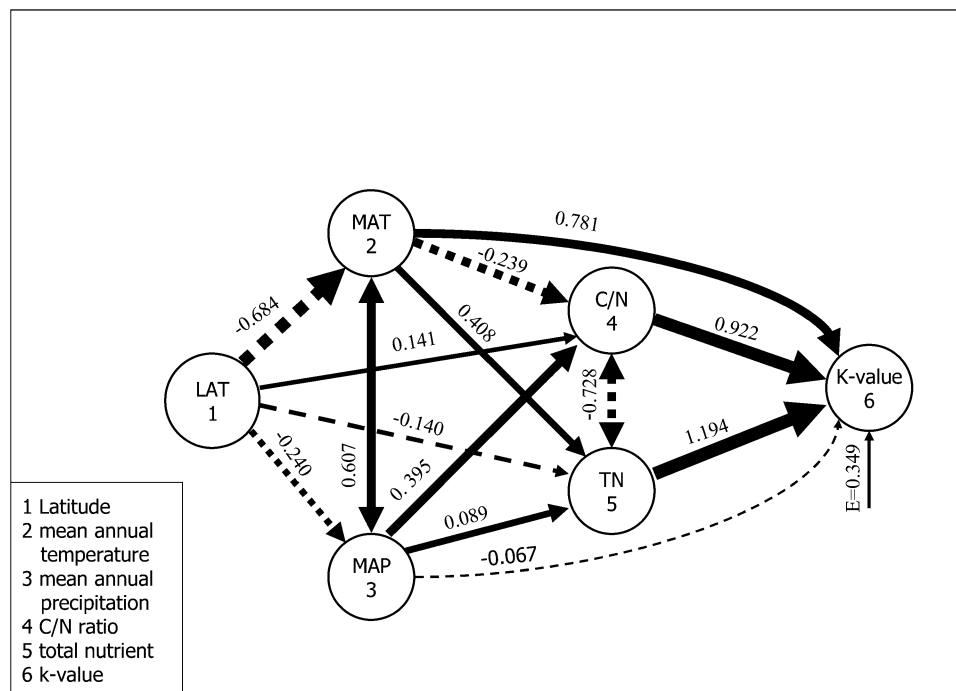 0.781
MAT
2
-0.239
C/N
4
-0.684
0.408
0.922
0.141
K-value
6
LAT
1
-0.728
-0.140
1.194
-0.240
0.607
0. 395
TN
5
E=0.349
0.089
-0.067
MAP
3
1 Latitude
2 mean annual
temperature
3 mean annual
precipitation
4 C/N ratio
5 total nutrient
6 k-value